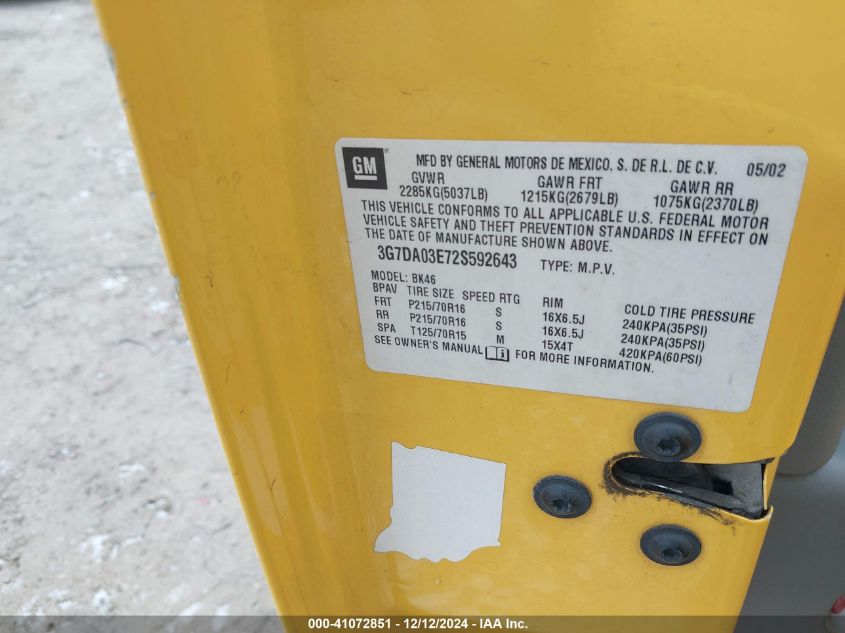 GM
MFD BY GENERAL MOTORS DE MEXICO, S. DE R.L. DE C.V. 05/02
GVWR GAWR FRT GAWR RR
2285KG(5037LB) 1215KG(2679LB) 1075KG(2370LB)
THIS VEHICLE CONFORMS TO ALL APPLICABLE U.S. FEDERAL MOTOR
VEHICLE SAFETY AND THEFT PREVENTION STANDARDS IN EFFECT ON
THE DATE OF MANUFACTURE SHOWN ABOVE.
3G7DA03E72S592643 TYPE: M.P.V.
MODEL: BK46
BPAV TIRE SIZE SPEED RTG RIM COLD TIRE PRESSURE
FRT P215/70R16 S 16X6.5J 240KPA(35PSI)
RR P215/70R16 S 16X6.5J 240KPA(35PSI)
SPA T125/70R15 M 15X4T 420KPA(60PSI)
SEE OWNER'S MANUAL FOR MORE INFORMATION.
000-41072851 - 12/12/2024 - IAA Inc.